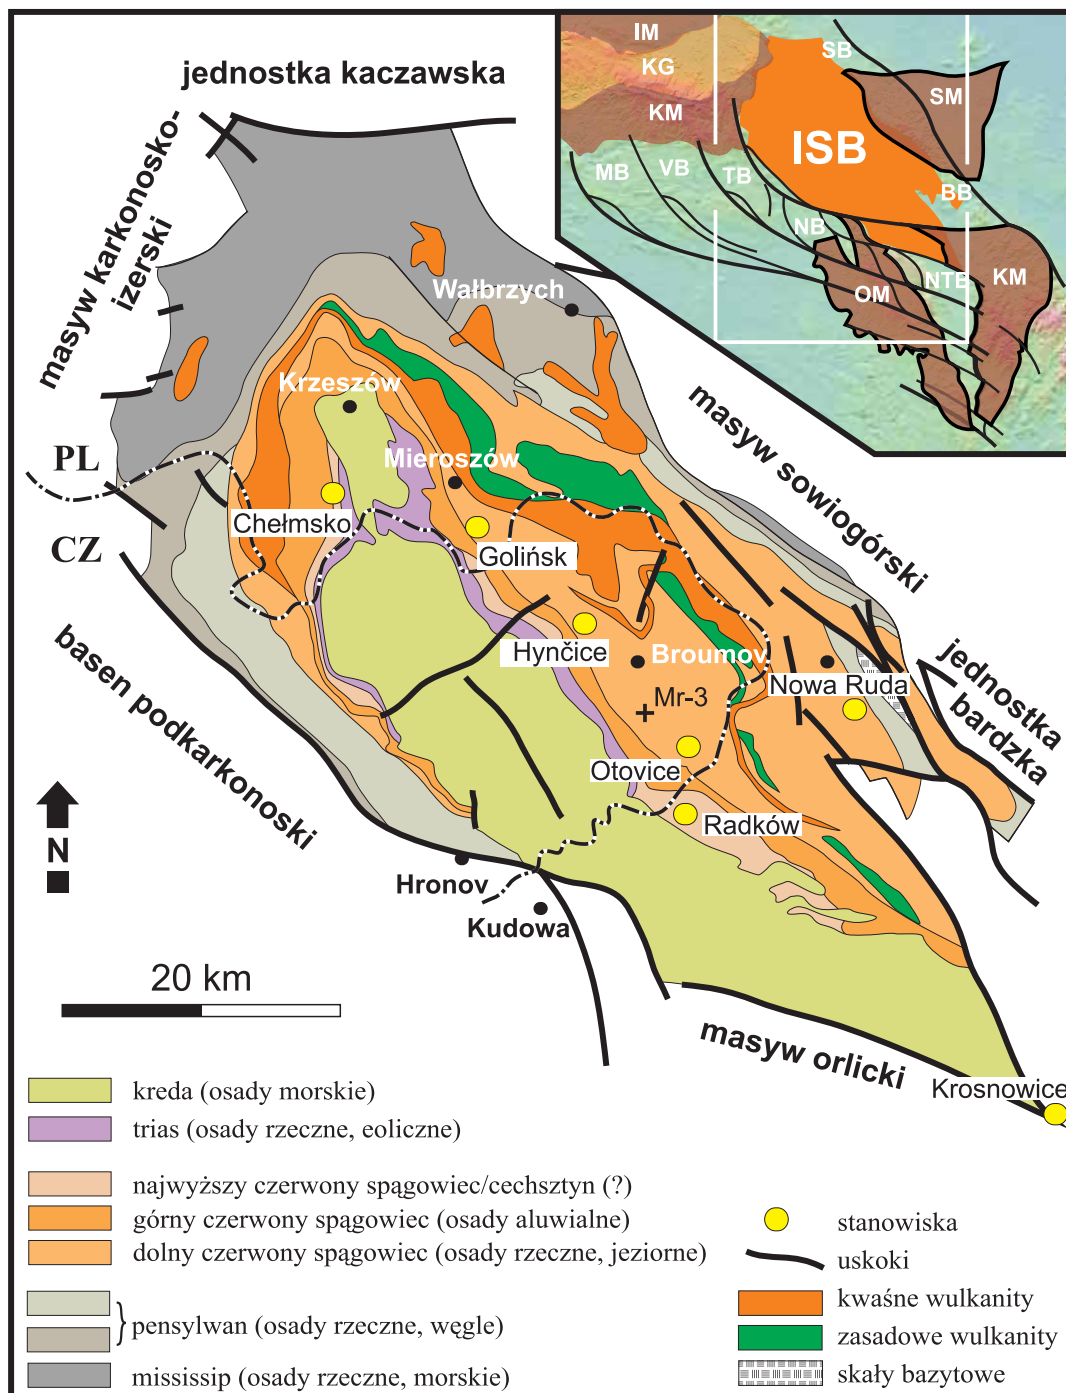 jednostka kaczawska
masyw karkonosko-
izerski
IM
KG
KM
SB
SM
ISB
MB
VB
TB
BB
NB
NTB
KM
OM
Wałbrzych
Krzeszów
PL
Mieroszów
masyw sowiogórski
Chełmsko
CZ
Golińsk
basen podkarkonoski
Hynčice
Broumov
Nowa Ruda
jednostka
bardzka
Mr-3
Otovice
Radków
N
Hronov
Kudowa
20 km
masyw orlicki
Krosnowice
kreda (osady morskie)
trias (osady rzeczne, eoliczne)
najwyższy czerwony spągowiec/cechsztyn (?)
górny czerwony spągowiec (osady aluwialne)
dolny czerwony spągowiec (osady rzeczne, jeziorne)
pensylwan (osady rzeczne, węgle)
mississip (osady rzeczne, morskie)
stanowiska
uskoki
kwaśne wulkanity
zasadowe wulkanity
skały bazytowe